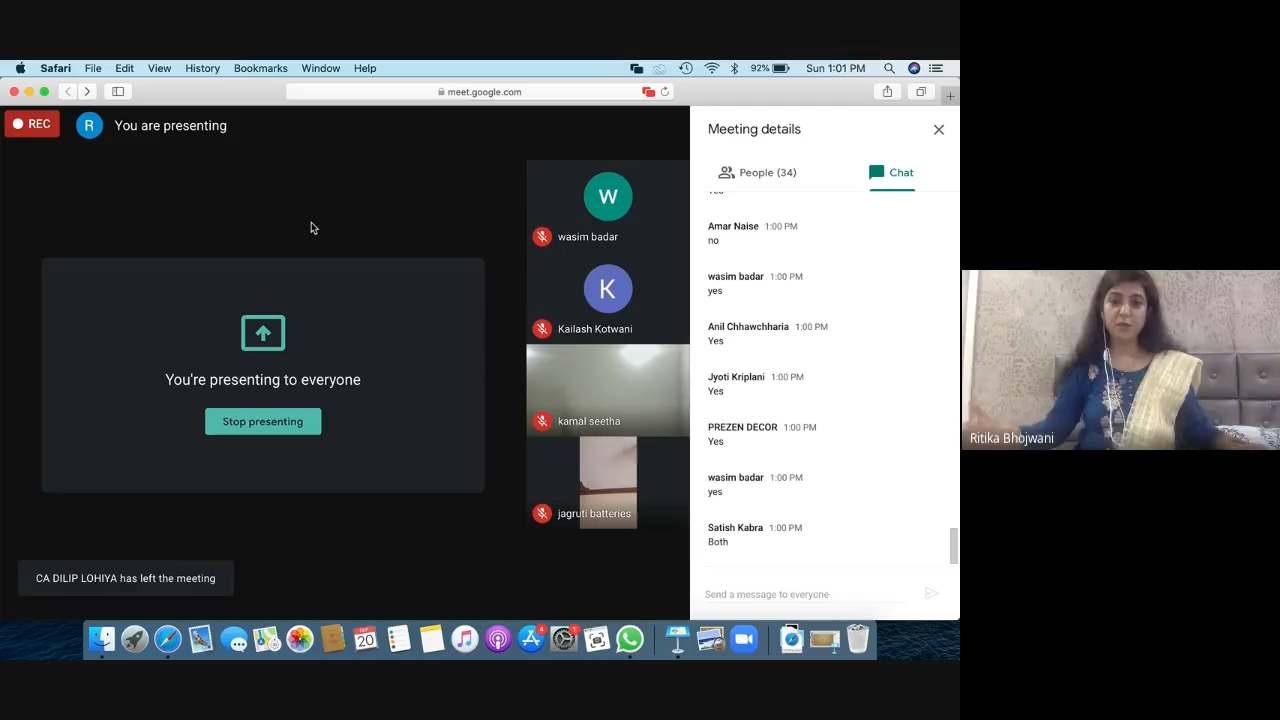 Safari File Edit View History Bookmarks Window Help 92% Sun 1:01 PM
meet.google.com
REC R You are presenting
Meeting details
People (34) Chat
W
wasim badar
K
Kailash Kotwani
kamal seetha
jagruti batteries
You're presenting to everyone
Stop presenting
CA DILIP LOHIYA has left the meeting
Yes
Amar Naise 1:00 PM
no
wasim badar 1:00 PM
yes
Anil Chhawchharia 1:00 PM
Yes
Jyoti Kriplani 1:00 PM
Yes
PREZEN DECOR 1:00 PM
Yes
wasim badar 1:00 PM
yes
Satish Kabra 1:00 PM
Both
Send a message to everyone
Ritika Bhojwani
SEP
20
4
1